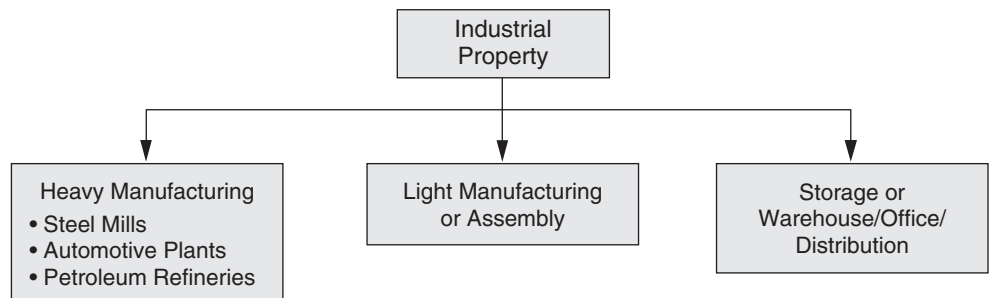 Industrial
Property
Heavy Manufacturing
• Steel Mills
• Automotive Plants
• Petroleum Refineries
Light Manufacturing
or Assembly
Storage or
Warehouse/Office/
Distribution